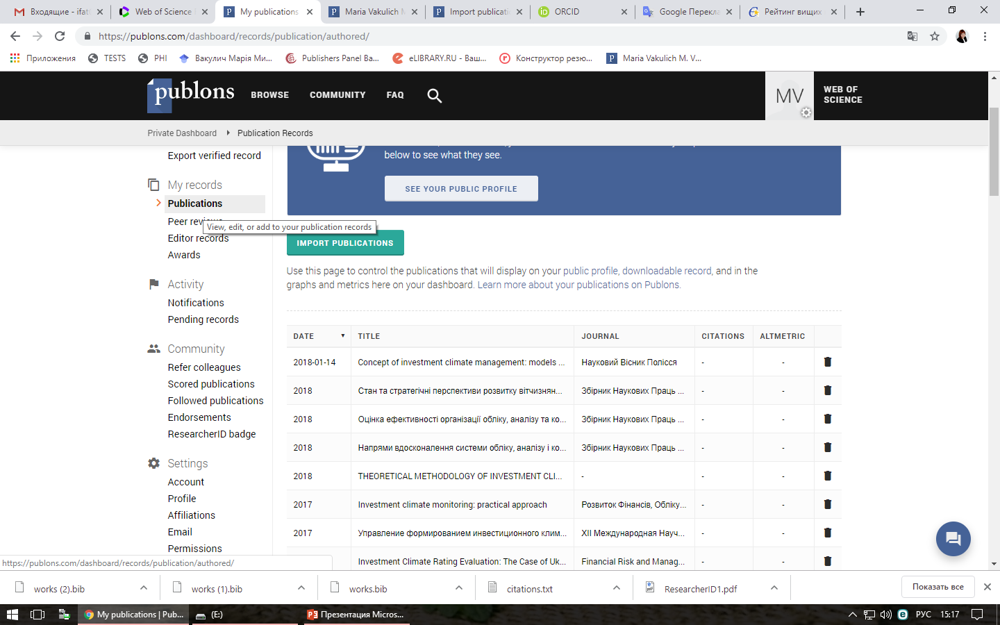 Входящие - ifat
Web of Science
My publications
Maria Vakulich M
Import publicati
ORCID
Google Перекла
Рейтинг вищих
https://publons.com/dashboard/records/publication/authored/
Приложения
TESTS
PHI
Вакулич Марія Ми...
Publishers Panel Ba...
eLIBRARY.RU - Ваш...
Конструктор резю...
Maria Vakulich M. V...
publons
BROWSE
COMMUNITY
FAQ
MV
WEB OF
SCIENCE
Private Dashboard
Publication Records
Export verified record
My records
Publications
Peer reviews
View, edit, or add to your publication records
Editor records
Awards
Activity
Notifications
Pending records
Community
Refer colleagues
Scored publications
Followed publications
Endorsements
ResearcherID badge
Settings
Account
Profile
Affiliations
Email
Permissions
https://publons.com/dashboard/records/publication/authored/
below to see what they see.
SEE YOUR PUBLIC PROFILE
IMPORT PUBLICATIONS
Use this page to control the publications that will display on your public profile, downloadable record, and in the
graphs and metrics here on your dashboard. Learn more about your publications on Publons.
DATE TITLE JOURNAL CITATIONS ALTMETRIC
2018-01-14 Concept of investment climate management: models ... Науковий Вісник Полісся - -
2018 Стан та стратегічні перспективи розвитку вітчизнян... Збірник Наукових Праць ... - -
2018 Оцінка ефективності організації обліку, аналізу та ко... Збірник Наукових Праць ... - -
2018 Напрями вдосконалення системи обліку, аналізу і ко... Збірник Наукових Праць ... - -
2018 THEORETICAL METHODOLOGY OF INVESTMENT CLI... - - -
2017 Investment climate monitoring: practical approach Розвиток Фінансів, Обліку... - -
2017 Управление формированием инвестиционного клим... XII Международная Науч... - -
Investment Climate Rating Evaluation: The Case of Uk... Financial Risk and Manag... - -
works (2).bib
works (1).bib
works.bib
citations.txt
ResearcherID1.pdf
Показать все
My publications | Pub...
(E:)
Презентация Micros...
РУС
15:17